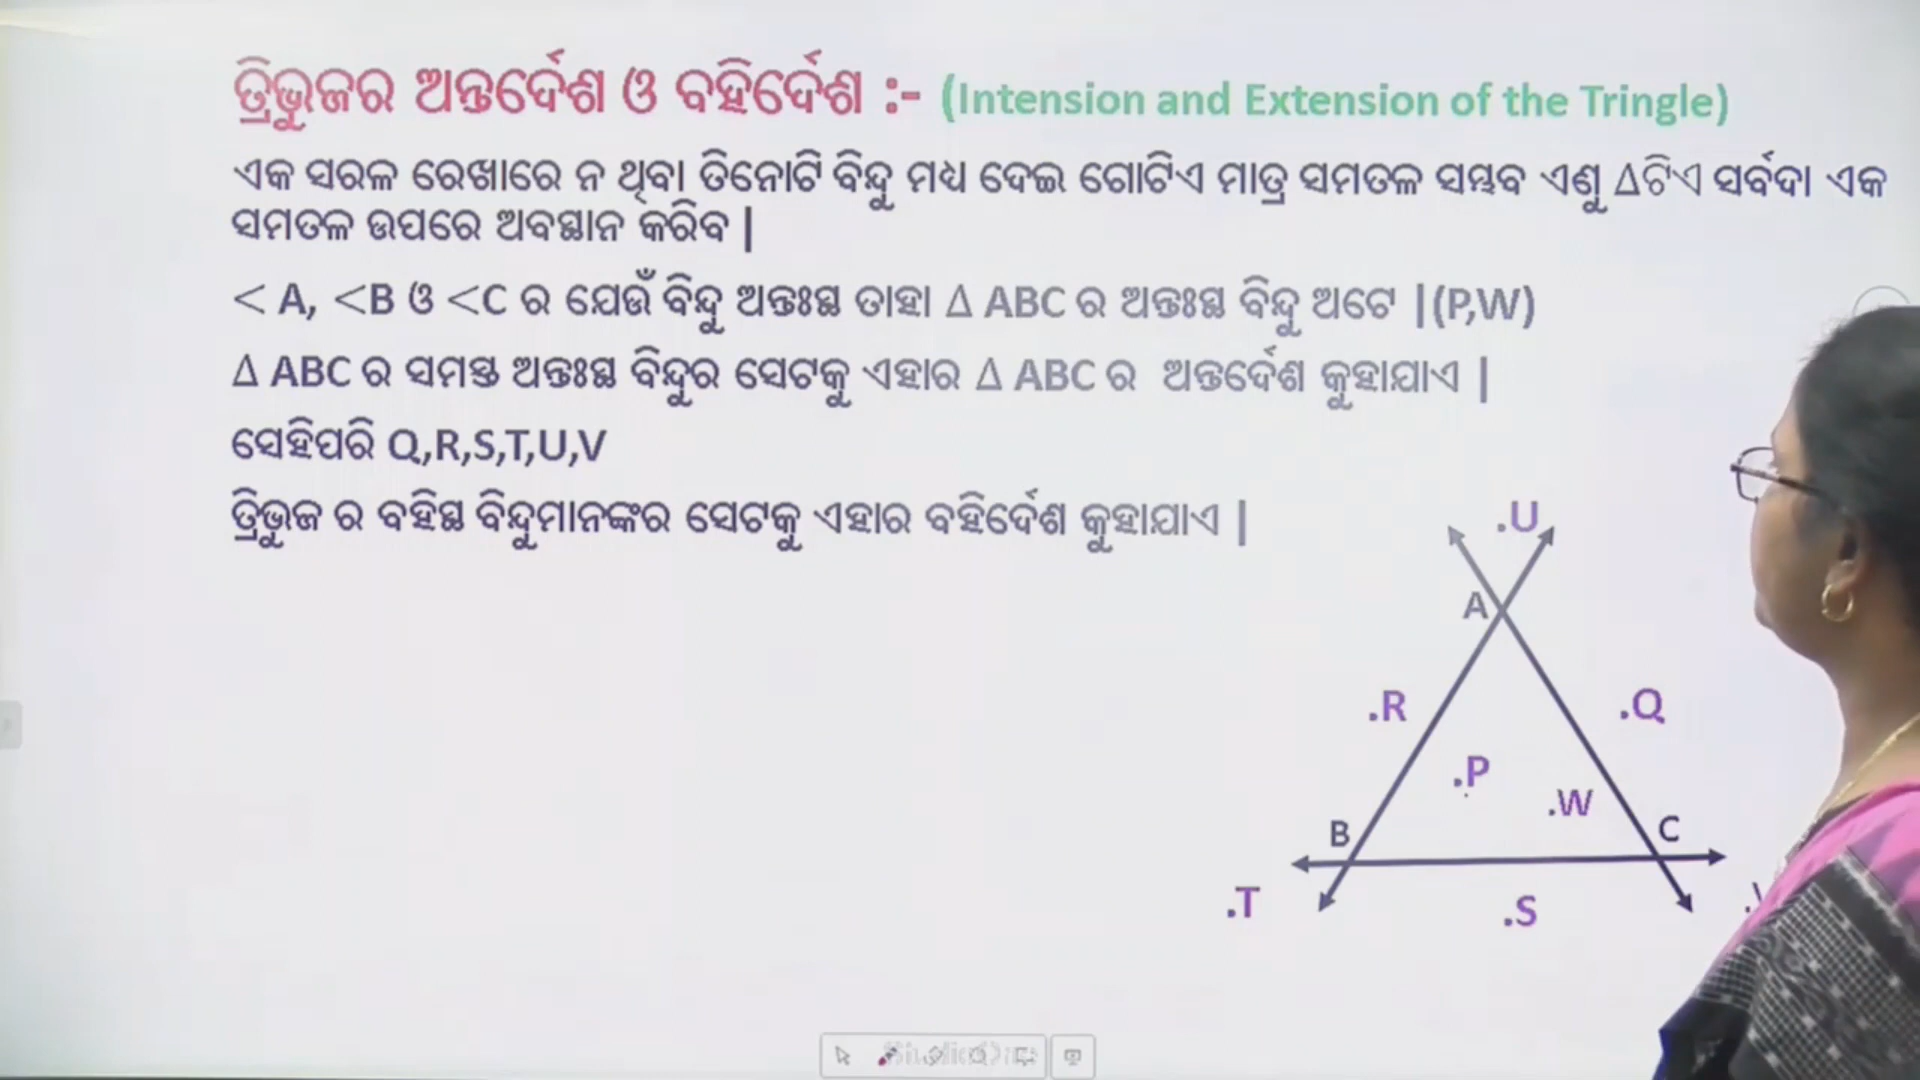 ତ୍ରିଭୁଜର ଅନ୍ତର୍ଦେଶ ଓ ବହିର୍ଦେଶ :- (Intension and Extension of the Tringle)
ଏକ ସରଳ ରେଖାରେ ନ ଥିବା ତିନୋଟି ବିନ୍ଦୁ ମଧ୍ୟ ଦେଇ ଗୋଟିଏ ମାତ୍ର ସମତଳ ସମ୍ଭବ ଏଣୁ Δଟିଏ ସର୍ବଦା ଏକ
ସମତଳ ଉପରେ ଅବସ୍ଥାନ କରିବ |
< A, <B ଓ <C ର ଯେଉଁ ବିନ୍ଦୁ ଅନ୍ତଃସ୍ଥ ତାହା Δ ABC ର ଅନ୍ତଃସ୍ଥ ବିନ୍ଦୁ ଅଟେ |(P,W)
Δ ABC ର ସମସ୍ତ ଅନ୍ତଃସ୍ଥ ବିନ୍ଦୁର ସେଟକୁ ଏହାର Δ ABC ର ଅନ୍ତର୍ଦେଶ କୁହାଯାଏ |
ସେହିପରି Q,R,S,T,U,V
ତ୍ରିଭୁଜ ର ବହିସ୍ଥ ବିନ୍ଦୁମାନଙ୍କର ସେଟକୁ ଏହାର ବହିର୍ଦେଶ କୁହାଯାଏ |
.U
A
.R
.Q
.P
.W
B
C
.T
.S